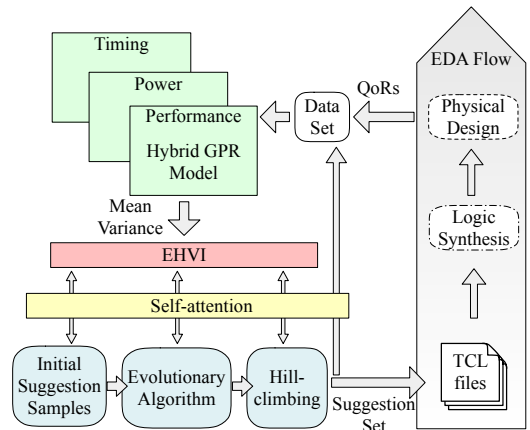 Timing
Power
Performance
Hybrid GPR
Model
Data
Set
QoRs
EDA Flow
Physical
Design
Logic
Synthesis
TCL
files
Mean
Variance
EHVI
Self-attention
Initial
Suggestion
Samples
Evolutionary
Algorithm
Hill-
climbing
Suggestion
Set